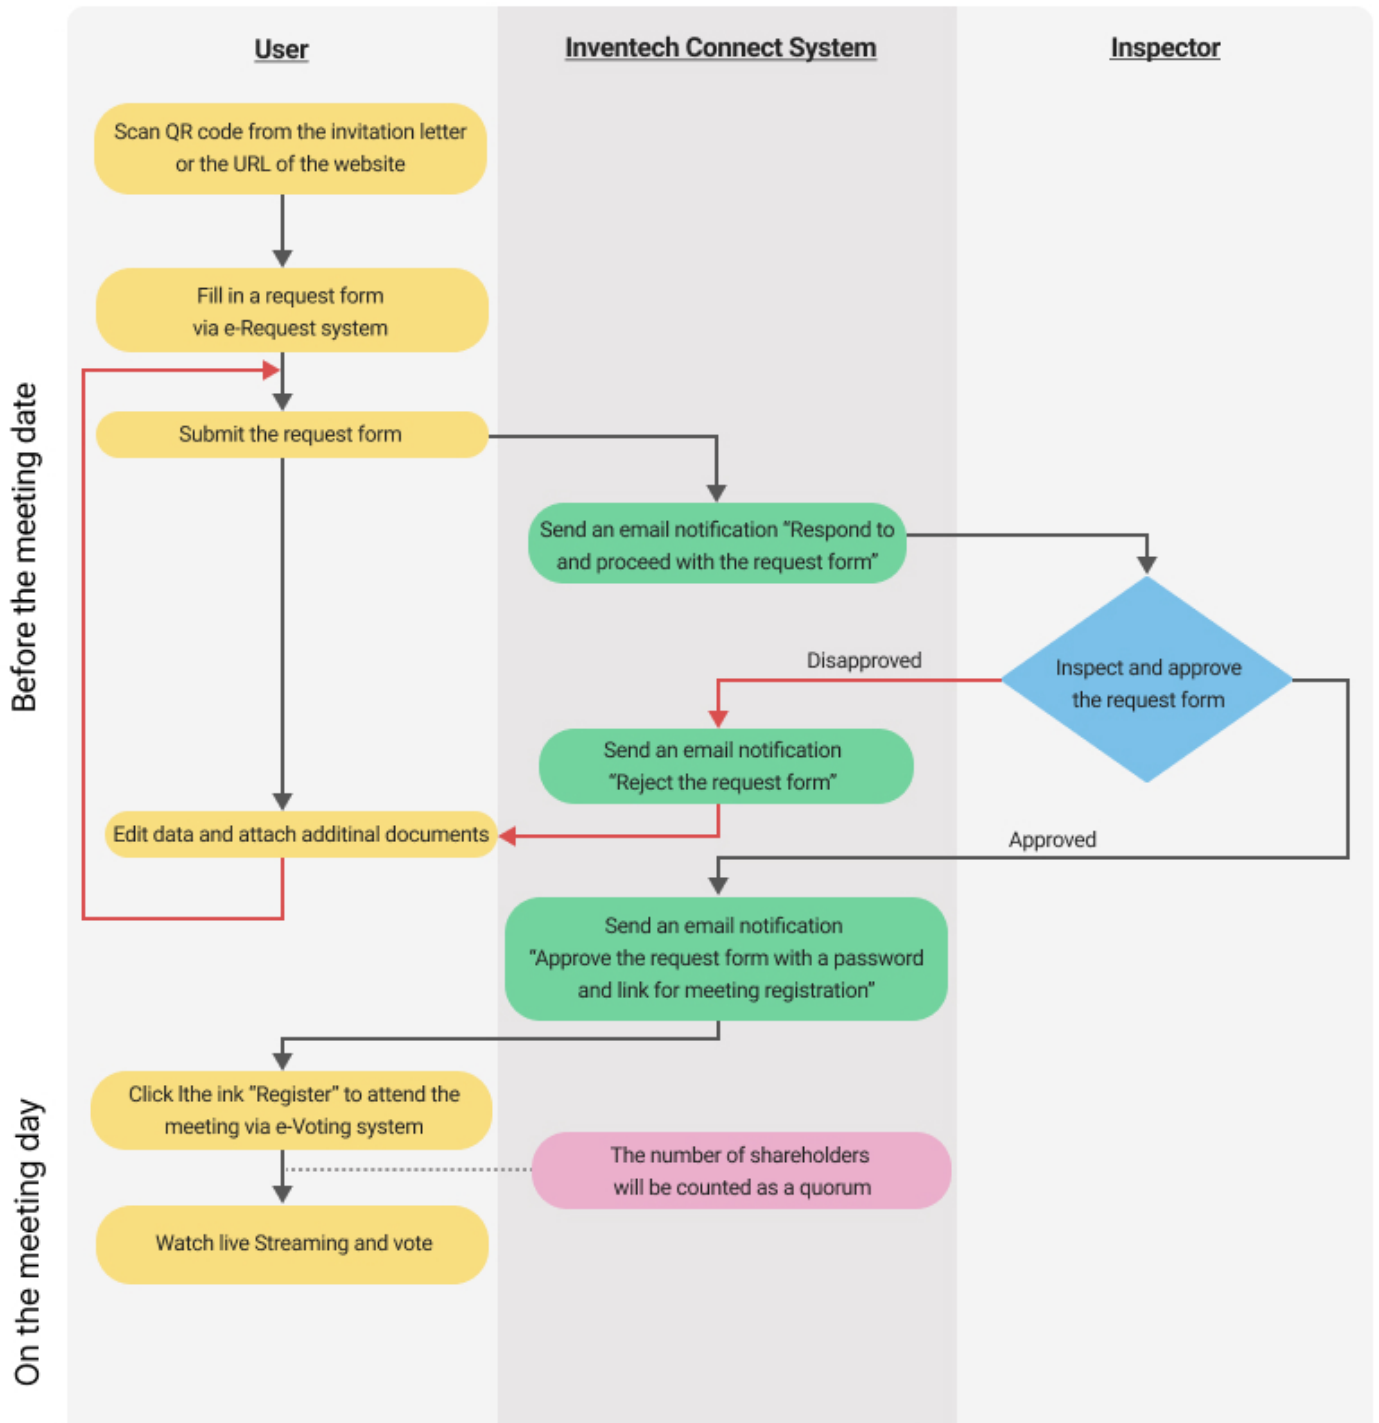 User
Inventech Connect System
Inspector
Before the meeting date
Scan QR code from the invitation letter
or the URL of the website
Fill in a request form
via e-Request system
Submit the request form
Send an email notification “Respond to
and proceed with the request form”
Inspect and approve
the request form
Disapproved
Send an email notification
“Reject the request form”
Edit data and attach additinal documents
Approved
Send an email notification
“Approve the request form with a password
and link for meeting registration”
On the meeting day
Click lthe ink “Register” to attend the
meeting via e-Voting system
The number of shareholders
will be counted as a quorum
Watch live Streaming and vote